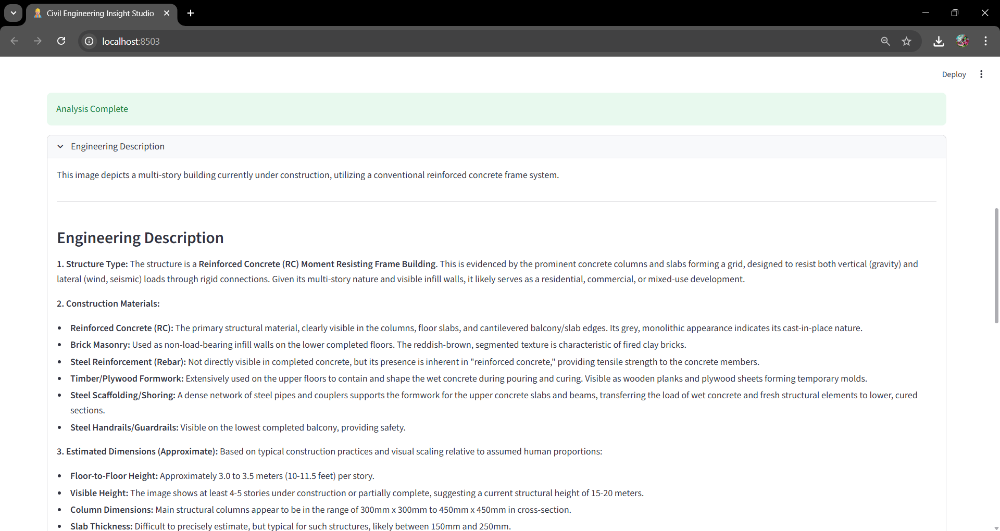 Civil Engineering Insight Studio
localhost:8503
Deploy
Analysis Complete
Engineering Description
This image depicts a multi-story building currently under construction, utilizing a conventional reinforced concrete frame system.
Engineering Description
1. Structure Type: The structure is a Reinforced Concrete (RC) Moment Resisting Frame Building. This is evidenced by the prominent concrete columns and slabs forming a grid, designed to resist both vertical (gravity) and
lateral (wind, seismic) loads through rigid connections. Given its multi-story nature and visible infill walls, it likely serves as a residential, commercial, or mixed-use development.
2. Construction Materials:
• Reinforced Concrete (RC): The primary structural material, clearly visible in the columns, floor slabs, and cantilevered balcony/slab edges. Its grey, monolithic appearance indicates its cast-in-place nature.
• Brick Masonry: Used as non-load-bearing infill walls on the lower completed floors. The reddish-brown, segmented texture is characteristic of fired clay bricks.
• Steel Reinforcement (Rebar): Not directly visible in completed concrete, but its presence is inherent in "reinforced concrete," providing tensile strength to the concrete members.
• Timber/Plywood Formwork: Extensively used on the upper floors to contain and shape the wet concrete during pouring and curing. Visible as wooden planks and plywood sheets forming temporary molds.
• Steel Scaffolding/Shoring: A dense network of steel pipes and couplers supports the formwork for the upper concrete slabs and beams, transferring the load of wet concrete and fresh structural elements to lower, cured
sections.
• Steel Handrails/Guardrails: Visible on the lowest completed balcony, providing safety.
3. Estimated Dimensions (Approximate): Based on typical construction practices and visual scaling relative to assumed human proportions:
• Floor-to-Floor Height: Approximately 3.0 to 3.5 meters (10-11.5 feet) per story.
• Visible Height: The image shows at least 4-5 stories under construction or partially complete, suggesting a current structural height of 15-20 meters.
• Column Dimensions: Main structural columns appear to be in the range of 300mm x 300mm to 450mm x 450mm in cross-section.
• Slab Thickness: Difficult to precisely estimate, but typical for such structures, likely between 150mm and 250mm.